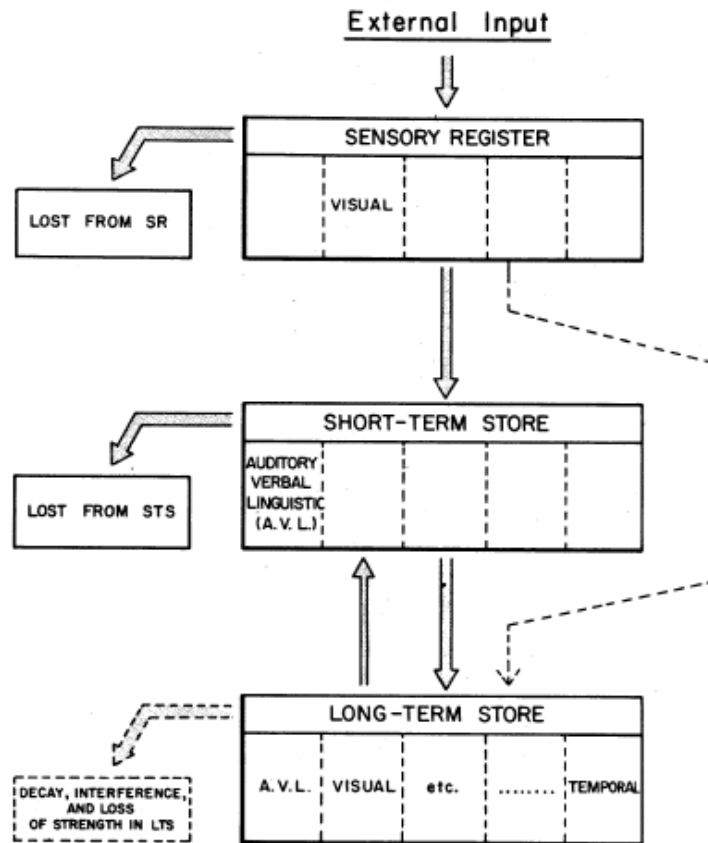 External Input
SENSORY REGISTER
VISUAL
LOST FROM SR
SHORT-TERM STORE
AUDITORY
VERBAL
LINGUISTIC
(A.V.L.)
LOST FROM STS
LONG-TERM STORE
A.V.L.
VISUAL
etc.
........
TEMPORAL
DECAY, INTERFERENCE,
AND LOSS
OF STRENGTH IN LTS